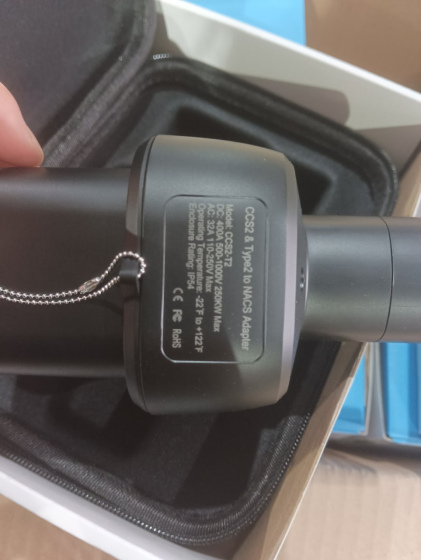 CCS2 & Type2 to NACS Adapter
Model: CCS2-T2
DC: 400A 500-1000V 250KW Max
AC: 32A 110-250V Max
Operating Temperature: -22°F to +122°F
Enclosure Rating: IP54
CE FC RoHS